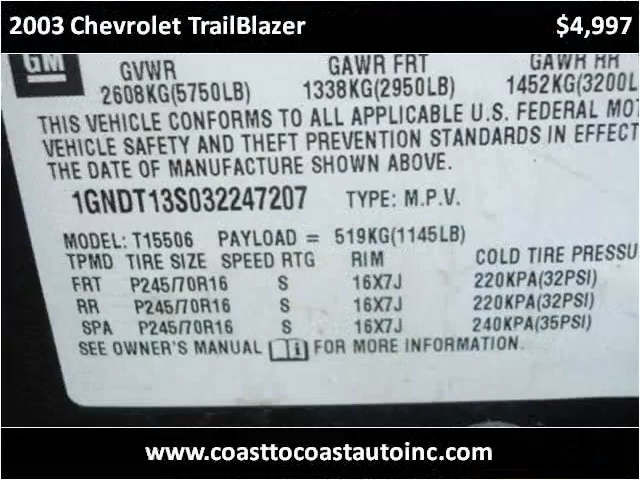 2003 Chevrolet TrailBlazer $4,997
GM
GVWR GAWR FRT GAWR RR
2608KG(5750LB) 1338KG(2950LB) 1452KG(3200L
THIS VEHICLE CONFORMS TO ALL APPLICABLE U.S. FEDERAL MOT
VEHICLE SAFETY AND THEFT PREVENTION STANDARDS IN EFFECT
THE DATE OF MANUFACTURE SHOWN ABOVE.
1GNDT13S032247207 TYPE: M.P.V.
MODEL: T15506 PAYLOAD = 519KG(1145LB)
TPMD TIRE SIZE SPEED RTG RIM COLD TIRE PRESSU
FRT P245/70R16 S 16X7J 220KPA(32PSI)
RR P245/70R16 S 16X7J 220KPA(32PSI)
SPA P245/70R16 S 16X7J 240KPA(35PSI)
SEE OWNER'S MANUAL i FOR MORE INFORMATION.
www.coasttocoastautoinc.com